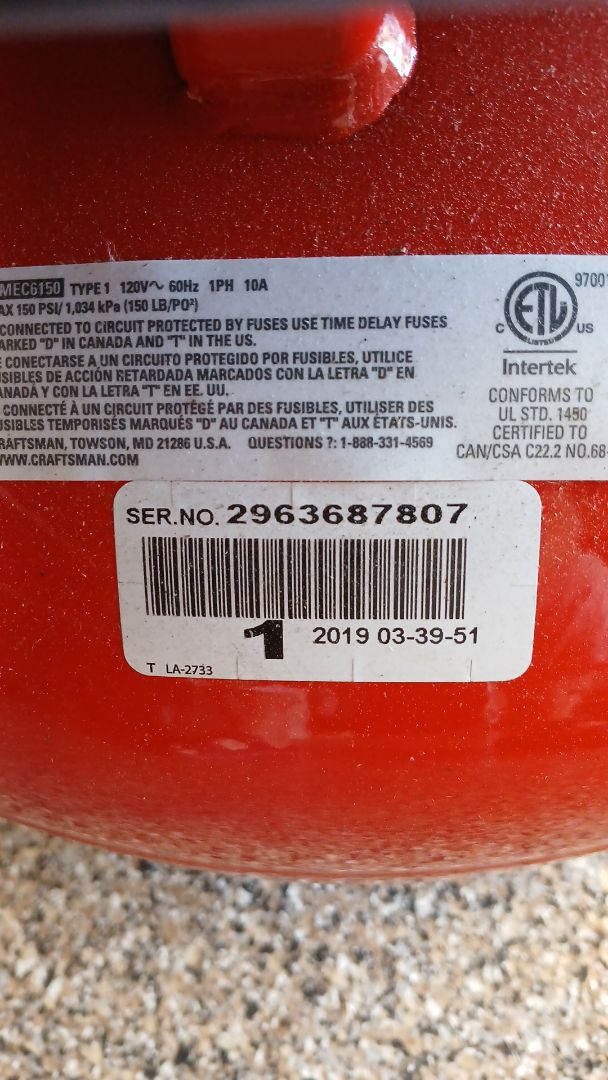 MEC6150 TYPE 1 120V~ 60Hz 1PH 10A
AX 150 PSI/ 1,034 kPa (150 LB/PO²)
CONNECTED TO CIRCUIT PROTECTED BY FUSES USE TIME DELAY FUSES
ARKED "D" IN CANADA AND "T" IN THE US.
CONECTARSE A UN CIRCUITO PROTEGIDO POR FUSIBLES, UTILICE
USIBLES DE ACCIÓN RETARDADA MARCADOS CON LA LETRA "D" EN
ANADÁ Y CON LA LETRA "T" EN EE. UU.
CONNECTÉ À UN CIRCUIT PROTÉGÉ PAR DES FUSIBLES, UTILISER DES
USIBLES TEMPORISÉS MARQUÉS "D" AU CANADA ET "T" AUX ÉTATS-UNIS.
RAFTSMAN, TOWSON, MD 21286 U.S.A. QUESTIONS ?: 1-888-331-4569
WWW.CRAFTSMAN.COM
97001
C ETL US
LISTED
Intertek
CONFORMS TO
UL STD. 1450
CERTIFIED TO
CAN/CSA C22.2 NO.68-
SER.NO. 2963687807
1 2019 03-39-51
T LA-2733